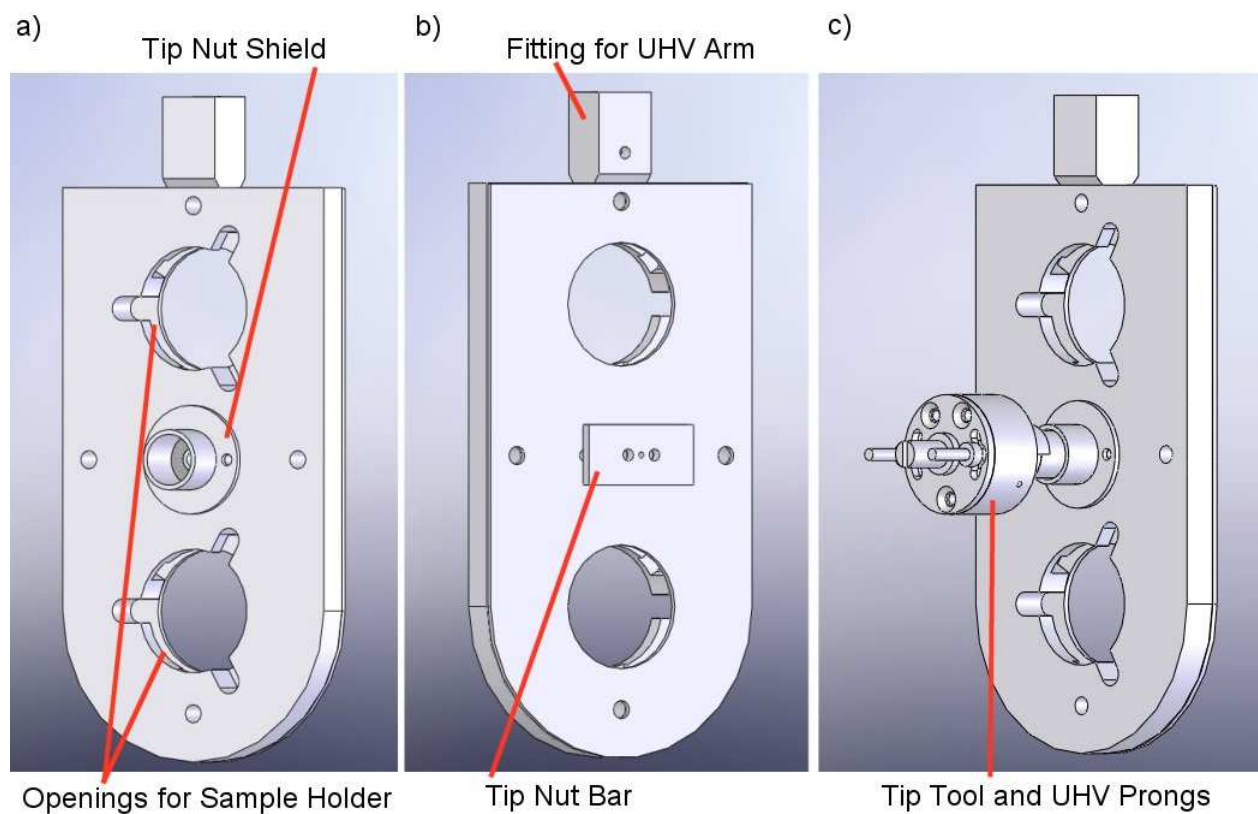 a)
Tip Nut Shield
b)
Fitting for UHV Arm
c)
Openings for Sample Holder
Tip Nut Bar
Tip Tool and UHV Prongs